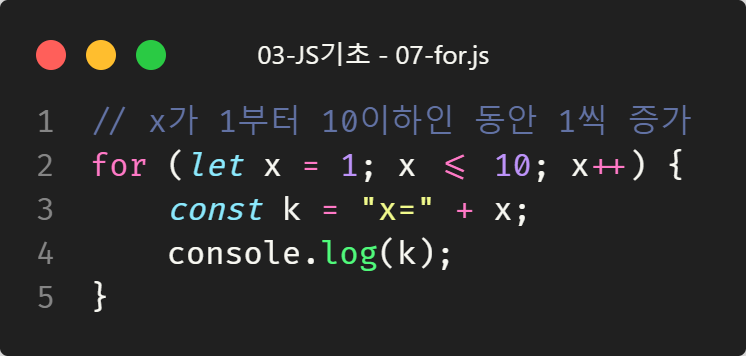 03-JS기초 - 07-for.js
1 // x가 1부터 10이하인 동안 1씩 증가
2 for (let x = 1; x <= 10; x++) {
3     const k = "x=" + x;
4     console.log(k);
5 }